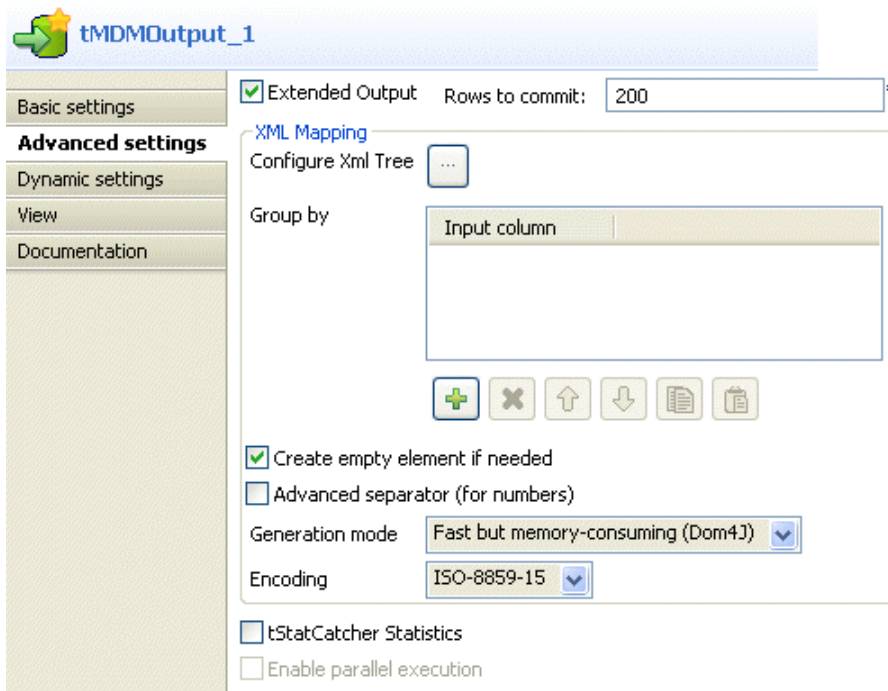 tMDMOutput_1
Basic settings
Advanced settings
Dynamic settings
View
Documentation
Extended Output Rows to commit: 200
XML Mapping
Configure Xml Tree ...
Group by
Input column
Create empty element if needed
Advanced separator (for numbers)
Generation mode Fast but memory-consuming (Dom4J)
Encoding ISO-8859-15
tStatCatcher Statistics
Enable parallel execution